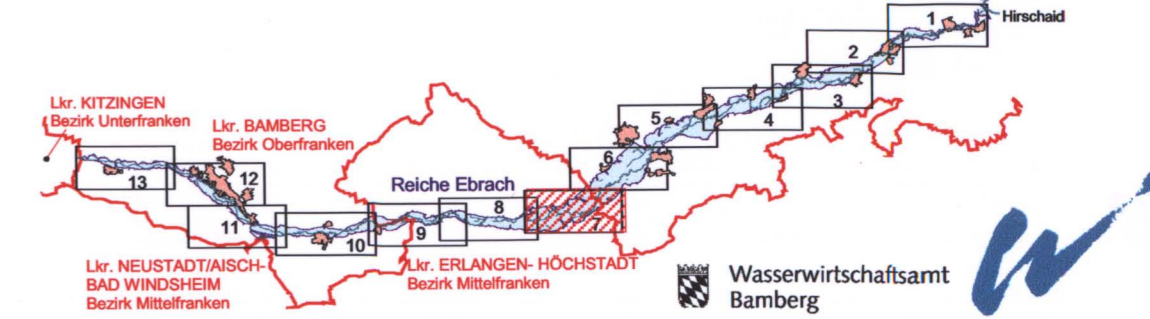 1
Hirschaid
2
3
4
5
6
Lkr. KITZINGEN
Bezirk Unterfranken
Lkr. BAMBERG
Bezirk Oberfranken
13
12
11
10
9
8
7
Reiche Ebrach
Lkr. NEUSTADT/AISCH-
BAD WINDSHEIM
Bezirk Mittelfranken
Lkr. ERLANGEN- HÖCHSTADT
Bezirk Mittelfranken
Wasserwirtschaftsamt
Bamberg